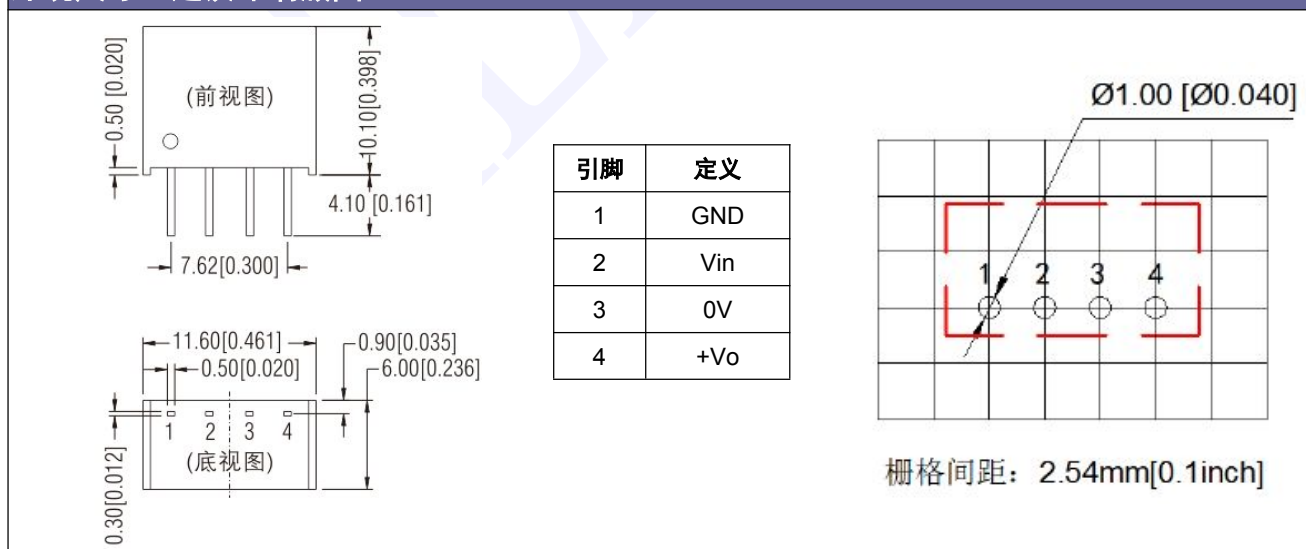 (前视图)
0.50 [0.020]
10.10[0.398]
4.10 [0.161]
7.62[0.300]
11.60[0.461]
0.50[0.020]
0.90[0.035]
6.00[0.236]
1 2 3 4
(底视图)
0.30[0.012]
引脚 定义
1 GND
2 Vin
3 0V
4 +Vo
Ø1.00 [Ø0.040]
1 2 3 4
栅格间距：2.54mm[0.1inch]